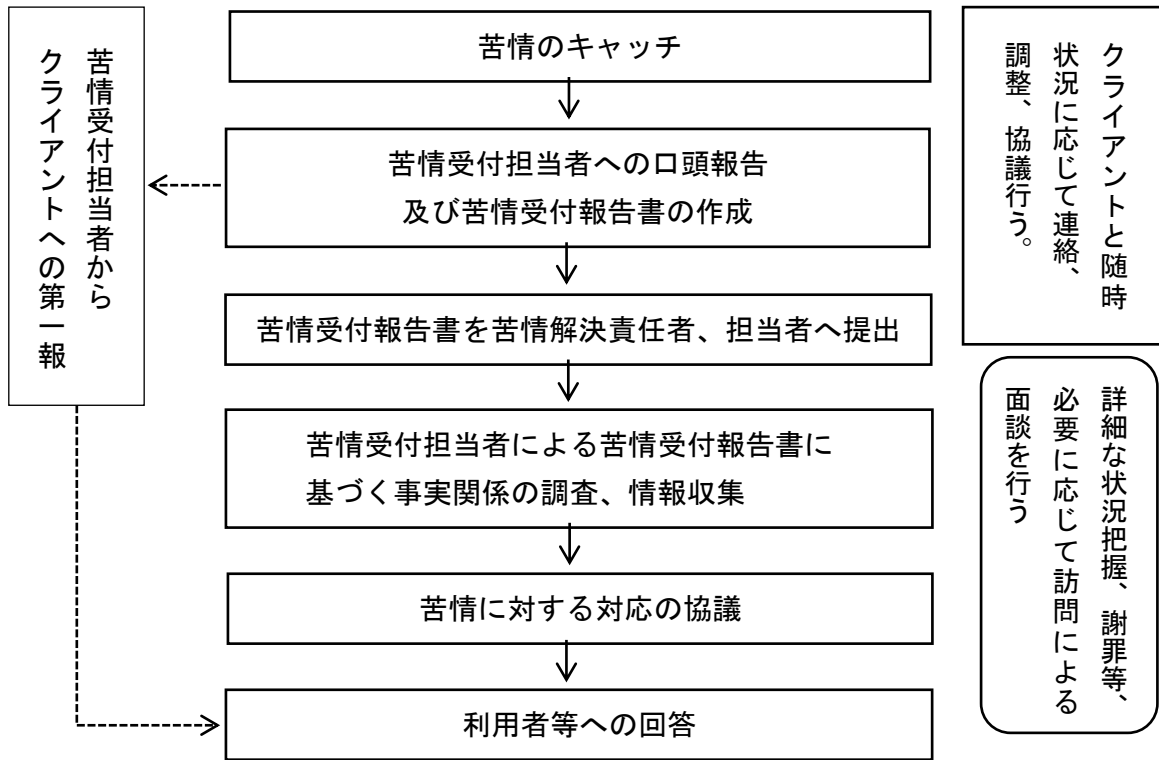 苦情のキャッチ
苦情受付担当者への口頭報告
及び苦情受付報告書の作成
苦情受付報告書を苦情解決責任者、担当者へ提出
苦情受付担当者による苦情受付報告書に
基づく事実関係の調査、情報収集
苦情に対する対応の協議
利用者等への回答
苦情受付担当者から
クライアントへの第一報
クライアントと随時
状況に応じて連絡、
調整、協議行う。
詳細な状況把握、謝罪等、
必要に応じて訪問による
面談を行う